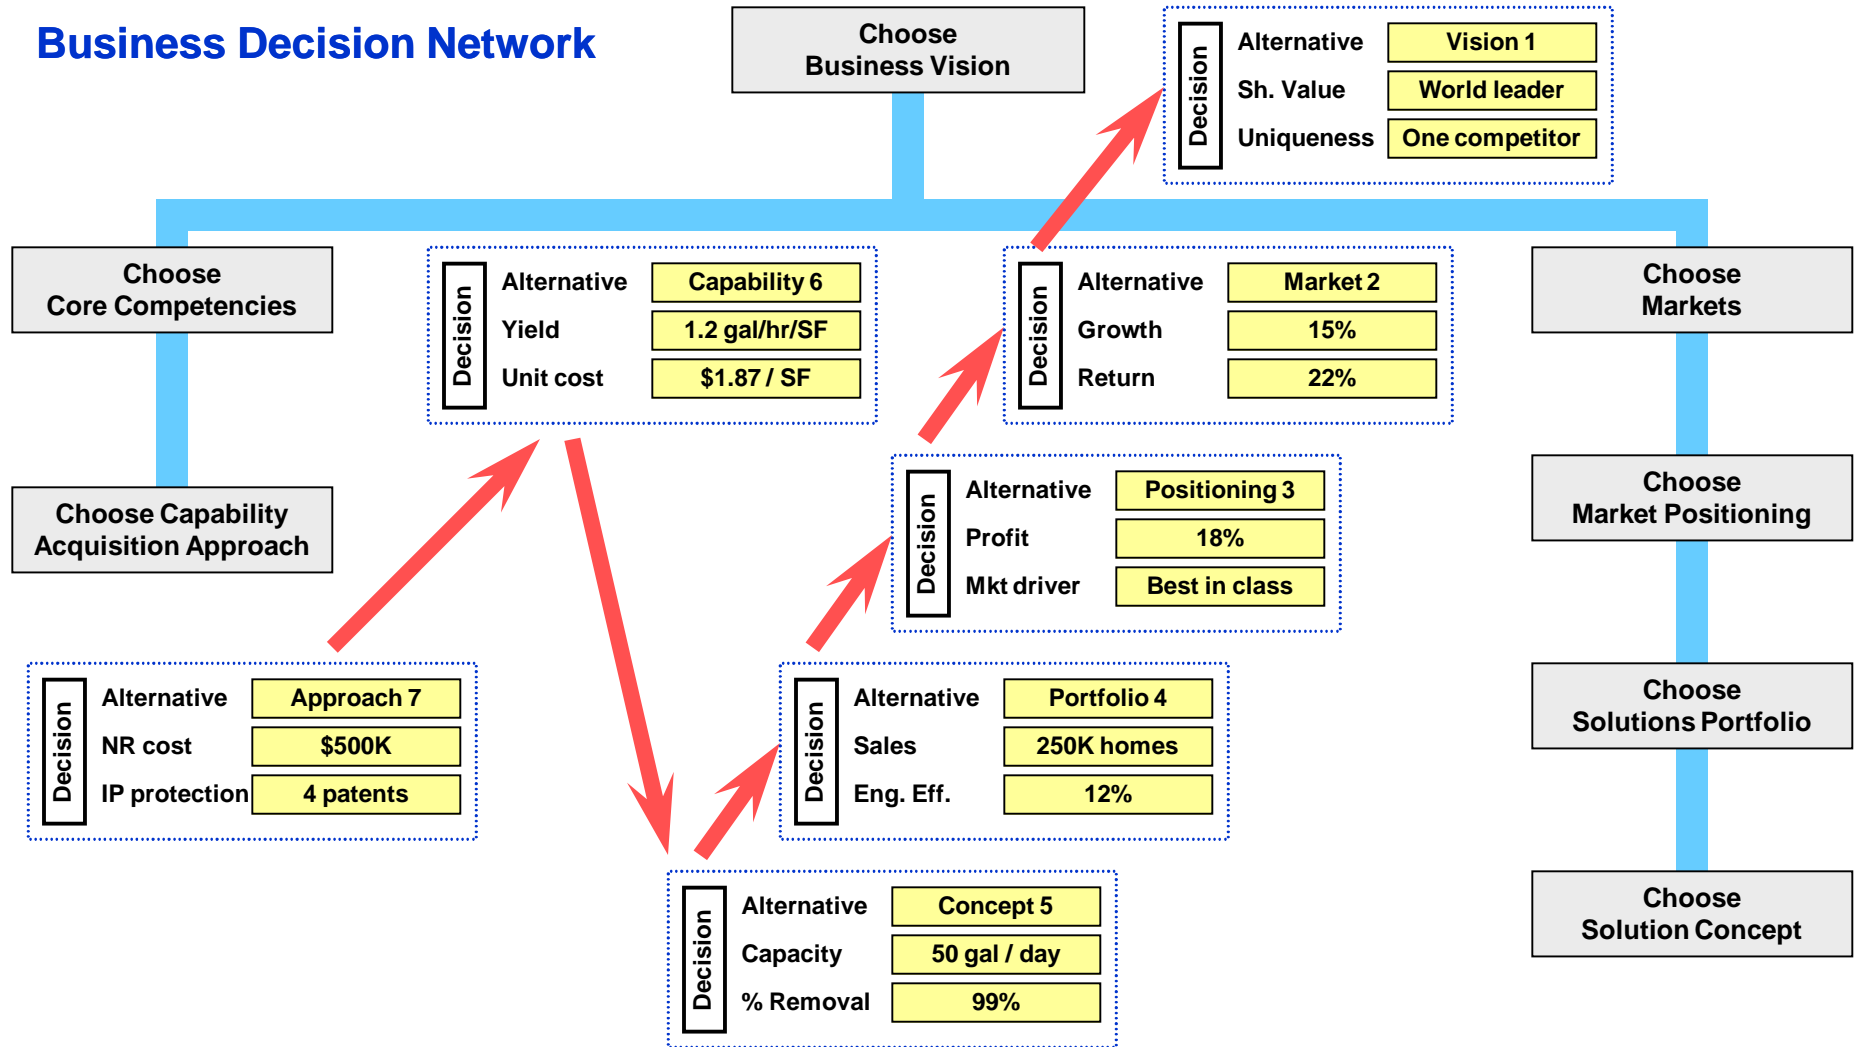 Business Decision Network
Choose
Business Vision
Decision
Alternative Vision 1
Sh. Value World leader
Uniqueness One competitor
Choose
Core Competencies
Decision
Alternative Capability 6
Yield 1.2 gal/hr/SF
Unit cost $1.87 / SF
Decision
Alternative Market 2
Growth 15%
Return 22%
Choose
Markets
Choose Capability
Acquisition Approach
Decision
Alternative Positioning 3
Profit 18%
Mkt driver Best in class
Choose
Market Positioning
Decision
Alternative Approach 7
NR cost $500K
IP protection 4 patents
Decision
Alternative Portfolio 4
Sales 250K homes
Eng. Eff. 12%
Choose
Solutions Portfolio
Decision
Alternative Concept 5
Capacity 50 gal / day
% Removal 99%
Choose
Solution Concept